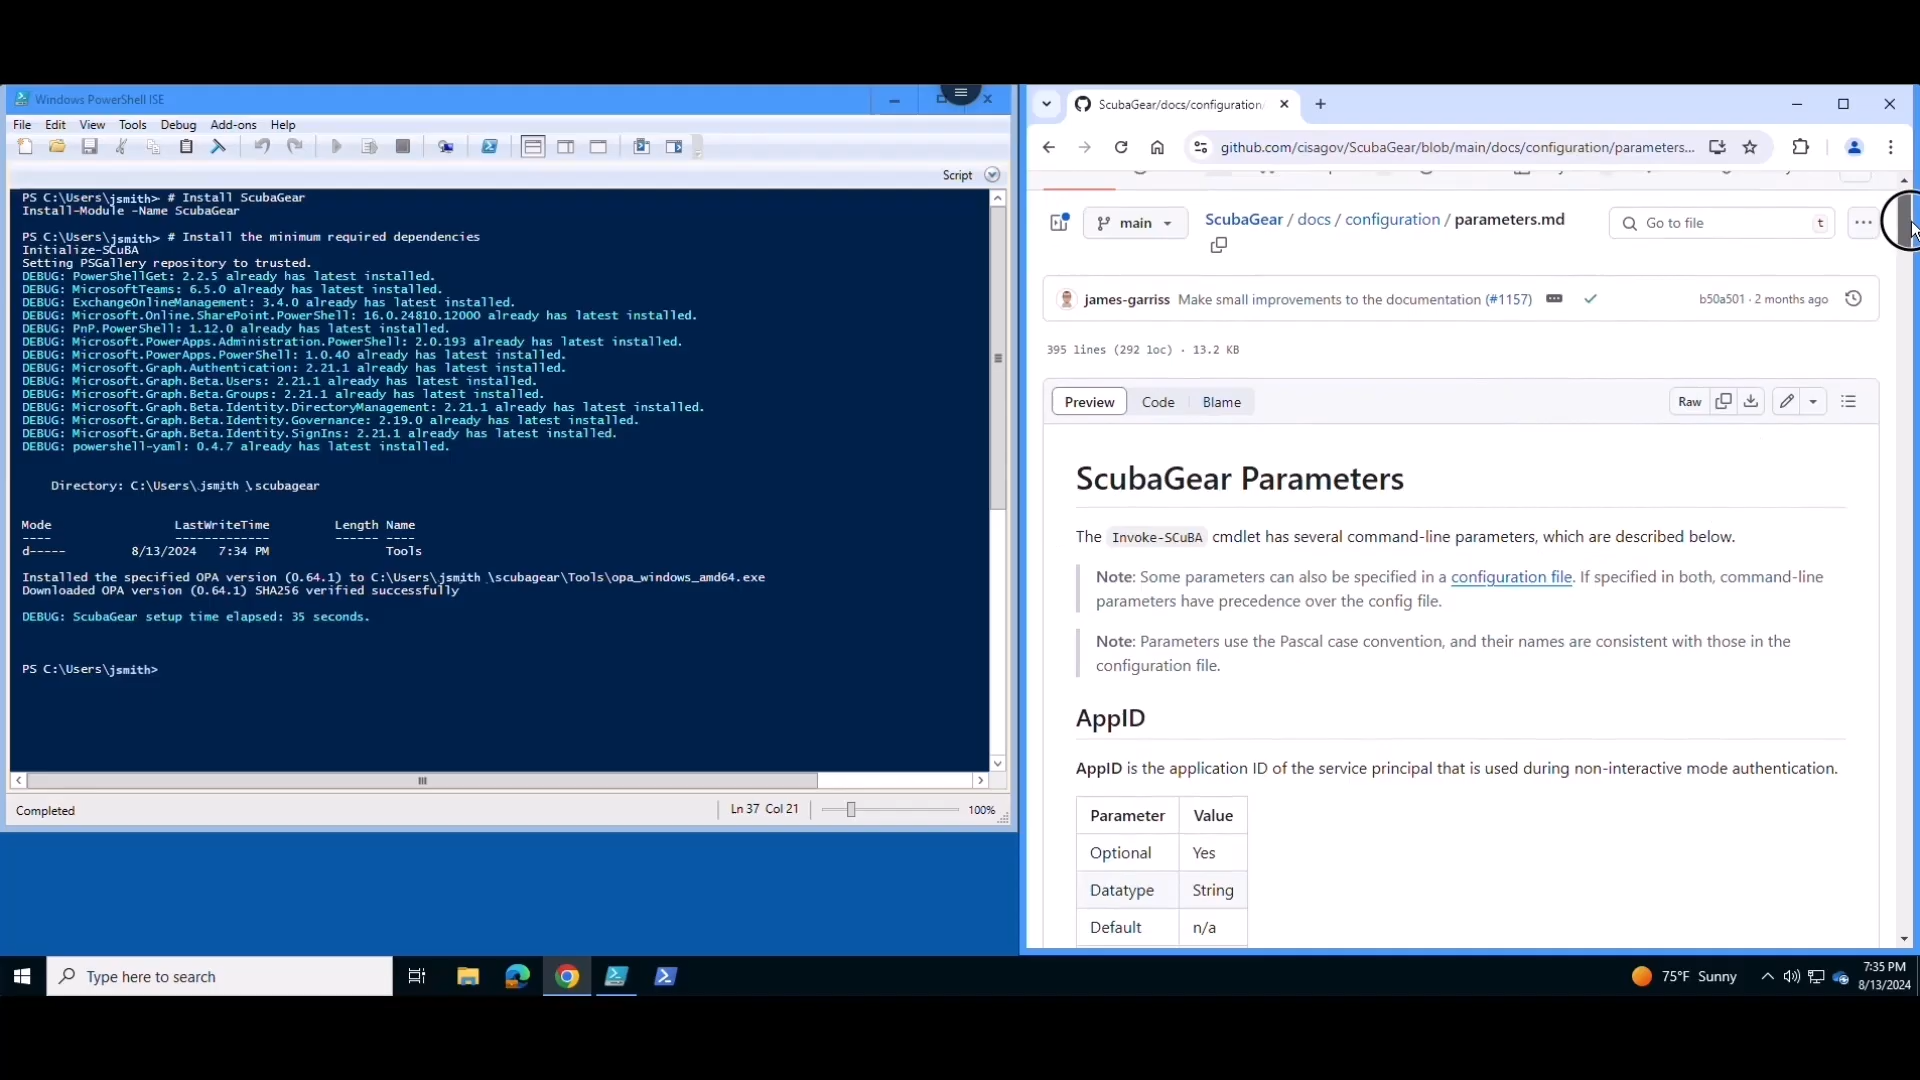 Windows PowerShell ISE
File Edit View Tools Debug Add-ons Help
Script
PS C:\Users\jsmith> # Install ScubaGear
Install-Module -Name ScubaGear
PS C:\Users\jsmith> # Install the minimum required dependencies
Initialize-SCuBA
Setting PSGallery repository to trusted.
DEBUG: PowerShellGet: 2.2.5 already has latest installed.
DEBUG: MicrosoftTeams: 6.5.0 already has latest installed.
DEBUG: ExchangeOnlineManagement: 3.4.0 already has latest installed.
DEBUG: Microsoft.Online.SharePoint.PowerShell: 16.0.24810.12000 already has latest installed.
DEBUG: PnP.PowerShell: 1.12.0 already has latest installed.
DEBUG: Microsoft.PowerApps.Administration.PowerShell: 2.0.193 already has latest installed.
DEBUG: Microsoft.PowerApps.PowerShell: 1.0.40 already has latest installed.
DEBUG: Microsoft.Graph.Authentication: 2.21.1 already has latest installed.
DEBUG: Microsoft.Graph.Beta.Users: 2.21.1 already has latest installed.
DEBUG: Microsoft.Graph.Beta.Groups: 2.21.1 already has latest installed.
DEBUG: Microsoft.Graph.Beta.Identity.DirectoryManagement: 2.21.1 already has latest installed.
DEBUG: Microsoft.Graph.Beta.Identity.Governance: 2.19.0 already has latest installed.
DEBUG: Microsoft.Graph.Beta.Identity.SignIns: 2.21.1 already has latest installed.
DEBUG: powershell-yaml: 0.4.7 already has latest installed.
Directory: C:\Users\jsmith \.scubagear
Mode LastWriteTime Length Name
---- ------------- ------ ----
d----- 8/13/2024 7:34 PM Tools
Installed the specified OPA version (0.64.1) to C:\Users\jsmith \scubagear\Tools\opa_windows_amd64.exe
Downloaded OPA version (0.64.1) SHA256 verified successfully
DEBUG: ScubaGear setup time elapsed: 35 seconds.
PS C:\Users\jsmith>
Completed
Ln 37 Col 21
100%
ScubaGear/docs/configuration
github.com/cisagov/ScubaGear/blob/main/docs/configuration/parameters...
main
ScubaGear / docs / configuration / parameters.md
Go to file
t
james-garriss Make small improvements to the documentation (#1157)
b50a501 · 2 months ago
395 lines (292 loc) · 13.2 KB
Preview Code Blame
Raw
ScubaGear Parameters
The Invoke-SCuBA cmdlet has several command-line parameters, which are described below.
Note: Some parameters can also be specified in a configuration file. If specified in both, command-line
parameters have precedence over the config file.
Note: Parameters use the Pascal case convention, and their names are consistent with those in the
configuration file.
AppID
AppID is the application ID of the service principal that is used during non-interactive mode authentication.
Parameter Value
Optional Yes
Datatype String
Default n/a
Type here to search
75°F Sunny
7:35 PM
8/13/2024